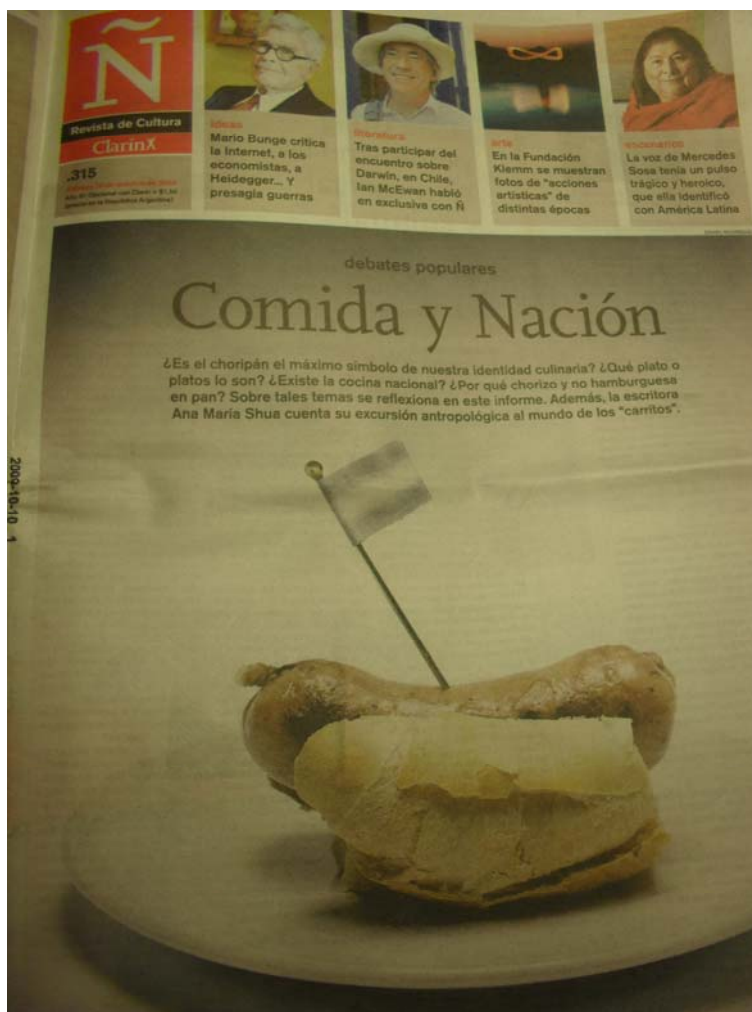 Ñ
Revista de Cultura
ClarínX
.315
ideas
Mario Bunge critica
la Internet, a los
economistas, a
Heidegger... Y
presagia guerras
literatura
Tras participar del
encuentro sobre
Darwin, en Chile,
Ian McEwan habló
en exclusiva con Ñ
arte
En la Fundación
Klemm se muestran
fotos de "acciones
artísticas" de
distintas épocas
escenarios
La voz de Mercedes
Sosa tenía un pulso
trágico y heroico,
que ella identificó
con América Latina
debates populares
Comida y Nación
¿Es el choripán el máximo símbolo de nuestra identidad culinaria? ¿Qué plato o
platos lo son? ¿Existe la cocina nacional? ¿Por qué chorizo y no hamburguesa
en pan? Sobre tales temas se reflexiona en este informe. Además, la escritora
Ana María Shua cuenta su excursión antropológica al mundo de los "carritos".
2009-10-10 1